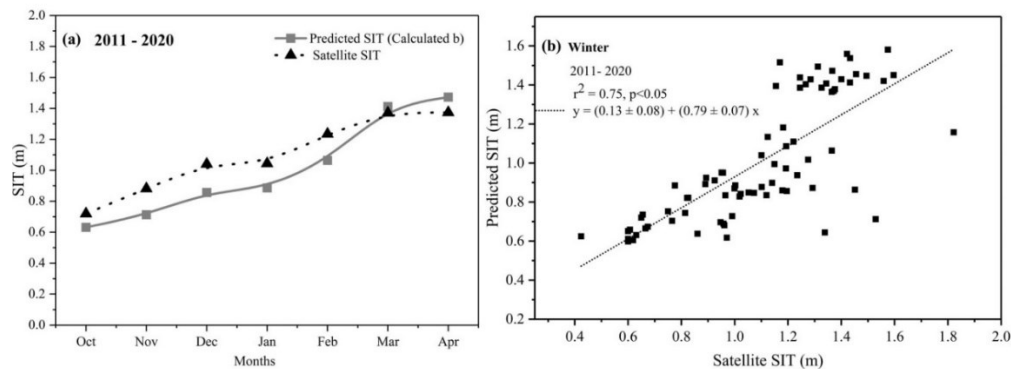 (a) 2011 - 2020
Predicted SIT (Calculated b)
Satellite SIT
SIT (m)
2.0
1.8
1.6
1.4
1.2
1.0
0.8
0.6
0.4
0.2
0.0
Oct Nov Dec Jan Feb Mar Apr
Months
(b) Winter
2011- 2020
r² = 0.75, p<0.05
y = (0.13 ± 0.08) + (0.79 ± 0.07) x
Predicted SIT (m)
1.6
1.4
1.2
1.0
0.8
0.6
0.4
0.2
0.4 0.6 0.8 1.0 1.2 1.4 1.6 1.8 2.0
Satellite SIT (m)